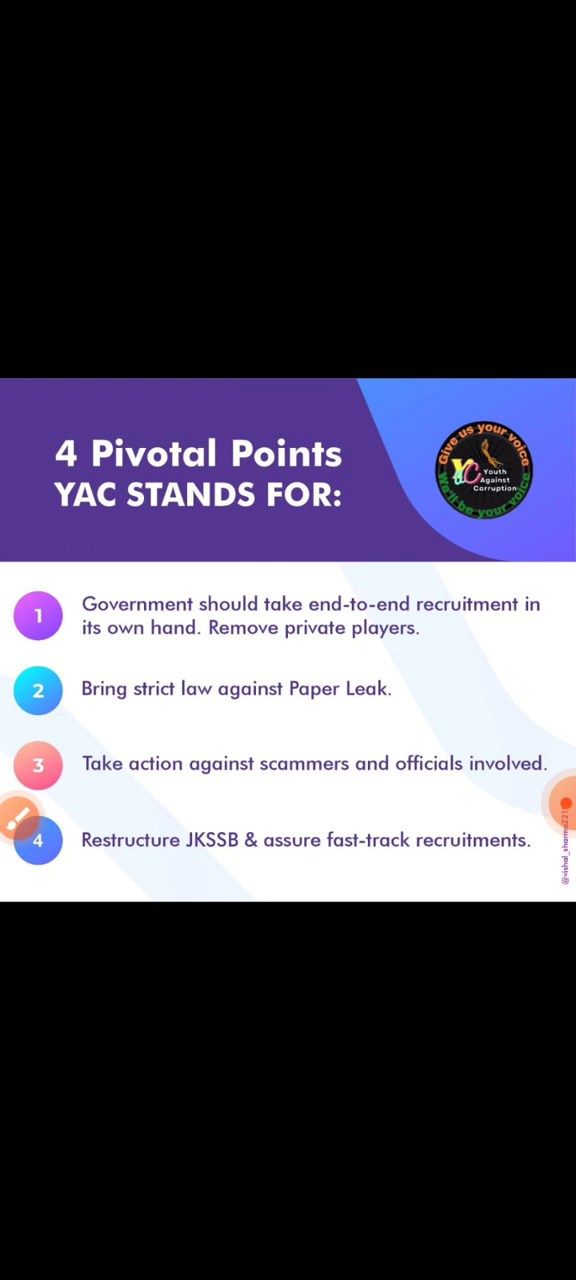 4 Pivotal Points
YAC STANDS FOR:
Give us your voice
YC
Youth
Against
Corruption
We'll be your voice
1
Government should take end-to-end recruitment in
its own hand. Remove private players.
2
Bring strict law against Paper Leak.
3
Take action against scammers and officials involved.
4
Restructure JKSSB & assure fast-track recruitments.